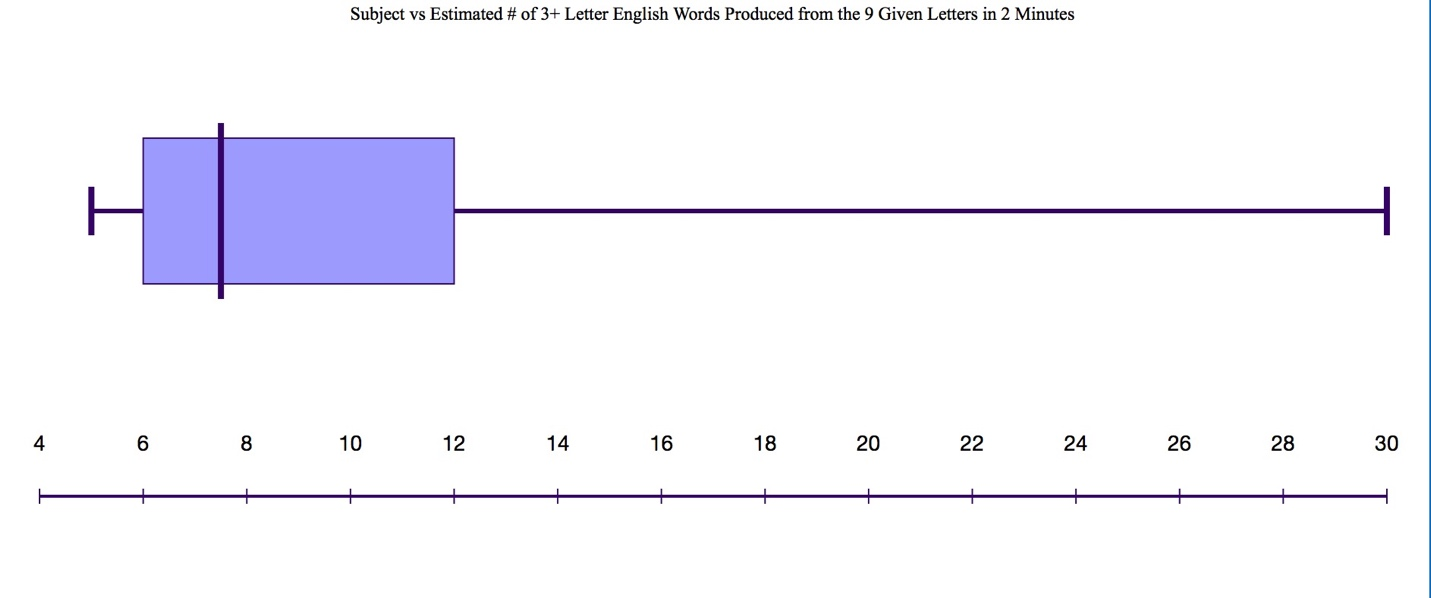 Subject vs Estimated # of 3+ Letter English Words Produced from the 9 Given Letters in 2 Minutes
4 6 8 10 12 14 16 18 20 22 24 26 28 30